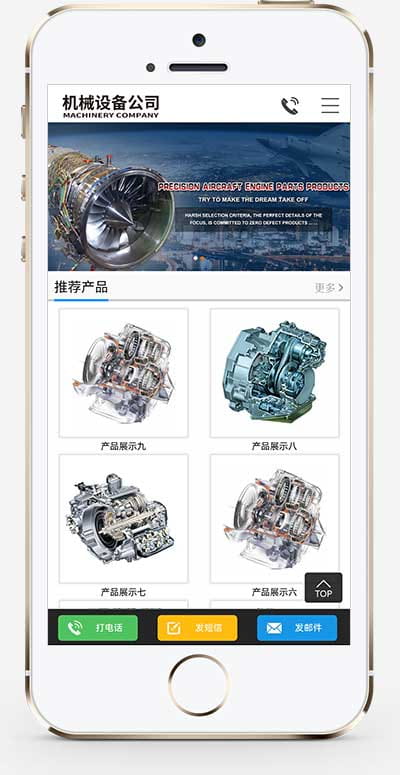 机械设备公司
MACHINERY COMPANY
PRECISION AIRCRAFT ENGINE PARTS PRODUCTS
TRY TO MAKE THE DREAM TAKE OFF
HARSH SELECTION CRITERIA, THE PERFECT DETAILS OF THE
FOCUS, IS COMMITTED TO ZERO DEFECT PRODUCTS ...
推荐产品
更多
产品展示九
产品展示八
产品展示七
产品展示六
TOP
打电话
发短信
发邮件